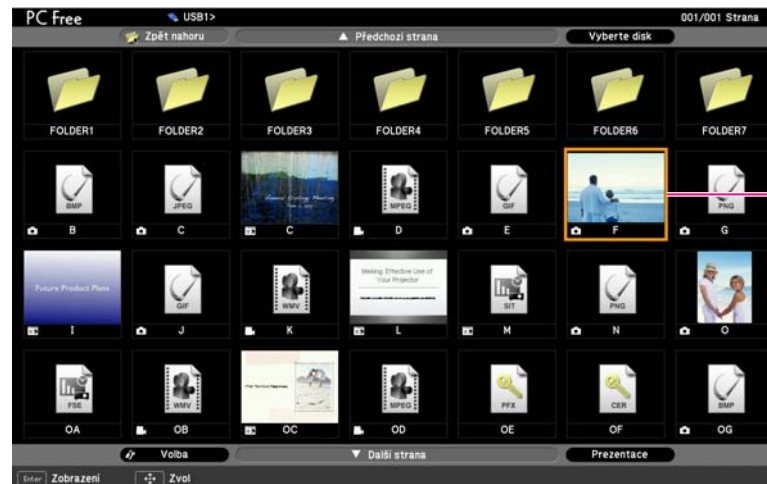 PC Free USB1> 001/001 Strana
Zpět nahoru Předchozí strana Vyberte disk
FOLDER1 FOLDER2 FOLDER3 FOLDER4 FOLDER5 FOLDER6 FOLDER7
BMP JPEG MPEG GIF PNG
B C C D E F G
Future Product Plans GIF WMV Making Effective Use of
Your Projector SIT PNG
I J K L M N O
FSE WMV MPEG PFX CER BMP
OA OB OC OD OE OF OG
Volba Další strana Prezentace
Enter Zobrazení Zvol